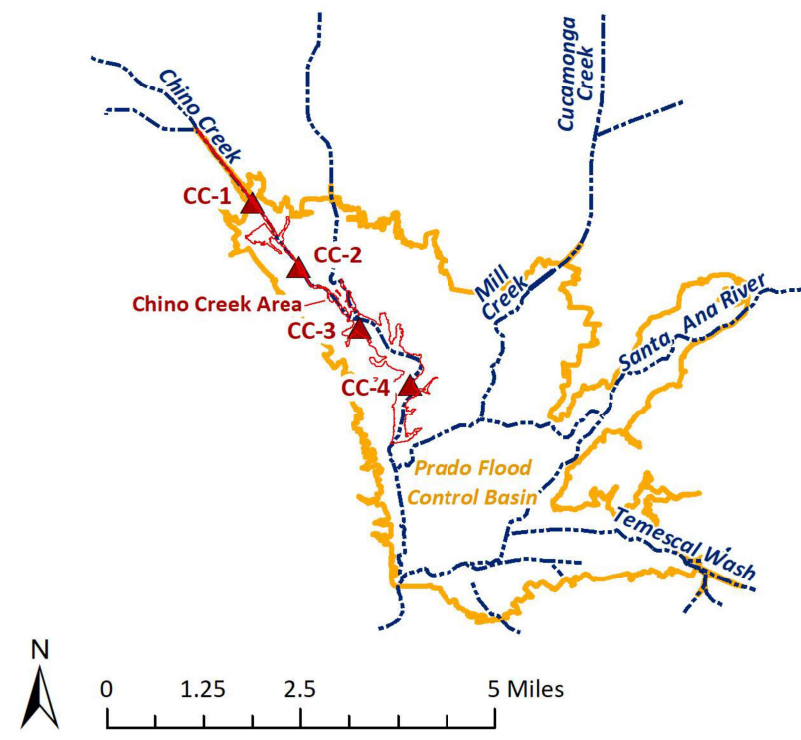 Chino Creek
Cucamonga
Creek
CC-1
CC-2
Mill
Creek
Chino Creek Area
CC-3
Santa Ana River
CC-4
Prado Flood
Control Basin
Temescal Wash
N
0 1.25 2.5 5 Miles